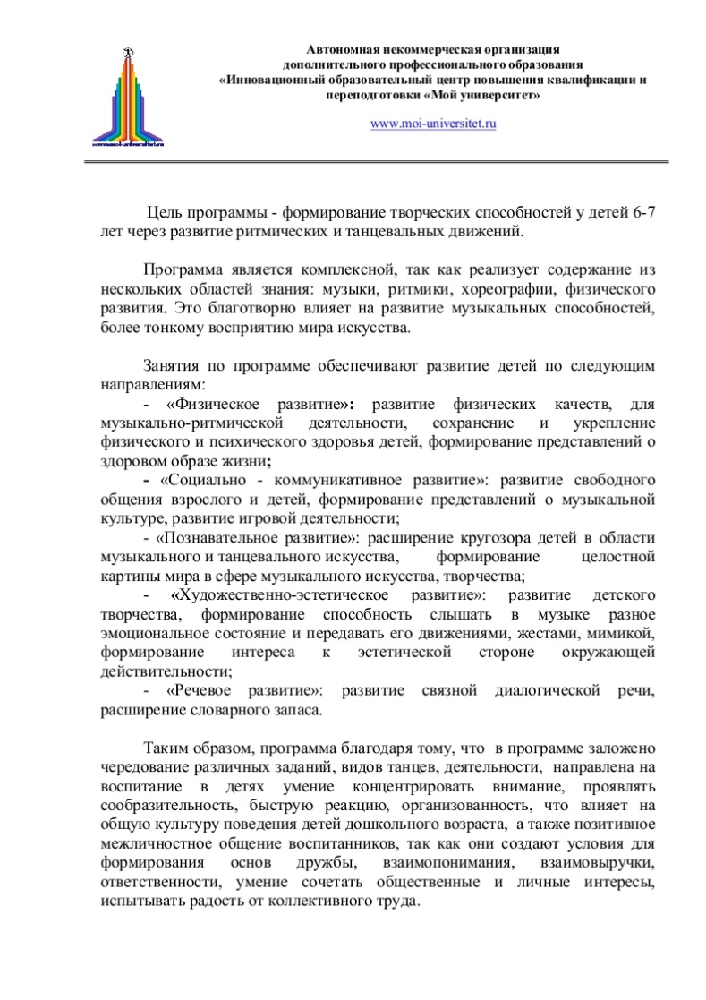 Автономная некоммерческая организация
дополнительного профессионального образования
«Инновационный образовательный центр повышения квалификации и
переподготовки «Мой университет»
www.moi-universitet.ru
www.moi-universitet.ru
Цель программы - формирование творческих способностей у детей 6-7
лет через развитие ритмических и танцевальных движений.
Программа является комплексной, так как реализует содержание из
нескольких областей знания: музыки, ритмики, хореографии, физического
развития. Это благотворно влияет на развитие музыкальных способностей,
более тонкому восприятию мира искусства.
Занятия по программе обеспечивают развитие детей по следующим
направлениям:
- «Физическое развитие»: развитие физических качеств, для
музыкально-ритмической деятельности, сохранение и укрепление
физического и психического здоровья детей, формирование представлений о
здоровом образе жизни;
- «Социально - коммуникативное развитие»: развитие свободного
общения взрослого и детей, формирование представлений о музыкальной
культуре, развитие игровой деятельности;
- «Познавательное развитие»: расширение кругозора детей в области
музыкального и танцевального искусства, формирование целостной
картины мира в сфере музыкального искусства, творчества;
- «Художественно-эстетическое развитие»: развитие детского
творчества, формирование способность слышать в музыке разное
эмоциональное состояние и передавать его движениями, жестами, мимикой,
формирование интереса к эстетической стороне окружающей
действительности;
- «Речевое развитие»: развитие связной диалогической речи,
расширение словарного запаса.
Таким образом, программа благодаря тому, что в программе заложено
чередование различных заданий, видов танцев, деятельности, направлена на
воспитание в детях умение концентрировать внимание, проявлять
сообразительность, быструю реакцию, организованность, что влияет на
общую культуру поведения детей дошкольного возраста, а также позитивное
межличностное общение воспитанников, так как они создают условия для
формирования основ дружбы, взаимопонимания, взаимовыручки,
ответственности, умение сочетать общественные и личные интересы,
испытывать радость от коллективного труда.